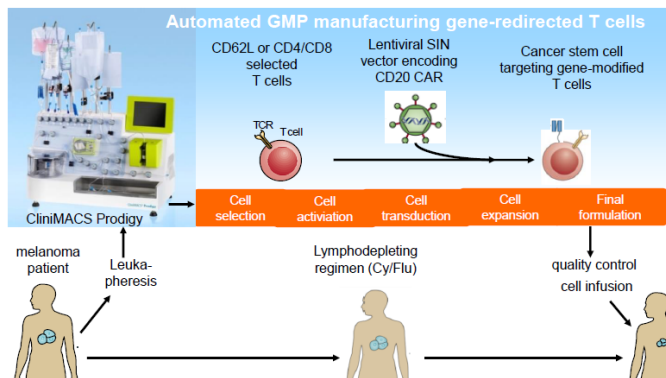 Automated GMP manufacturing gene-redirected T cells
CD62L or CD4/CD8
selected
T cells
Lentiviral SIN
vector encoding
CD20 CAR
Cancer stem cell
targeting gene-modified
T cells
TCR
T cell
CliniMACS Prodigy
Cell
selection
Cell
activiation
Cell
transduction
Cell
expansion
Final
formulation
melanoma
patient
Leuka-
pheresis
Lymphodepleting
regimen (Cy/Flu)
quality control
cell infusion